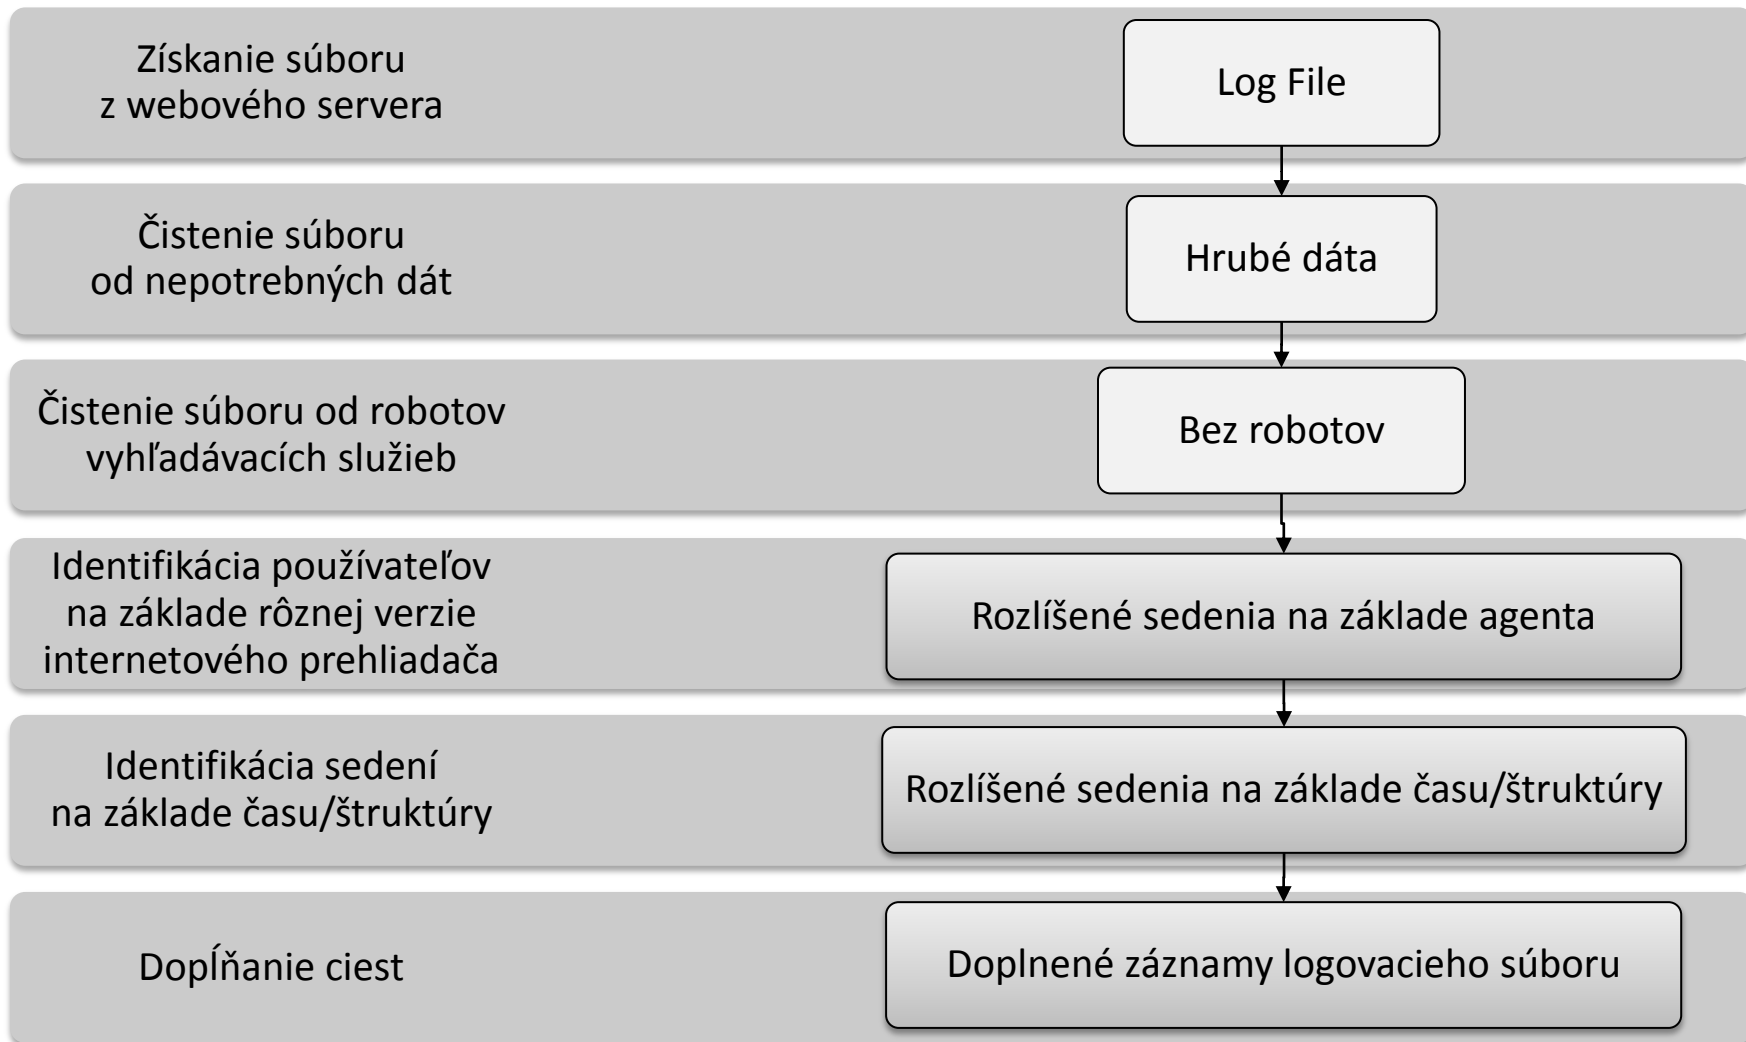 Získanie súboru
z webového servera
Log File
Čistenie súboru
od nepotrebných dát
Hrubé dáta
Čistenie súboru od robotov
vyhľadávacích služieb
Bez robotov
Identifikácia používateľov
na základe rôznej verzie
internetového prehliadača
Rozlíšené sedenia na základe agenta
Identifikácia sedení
na základe času/štruktúry
Rozlíšené sedenia na základe času/štruktúry
Dopĺňanie ciest
Doplnené záznamy logovacieho súboru